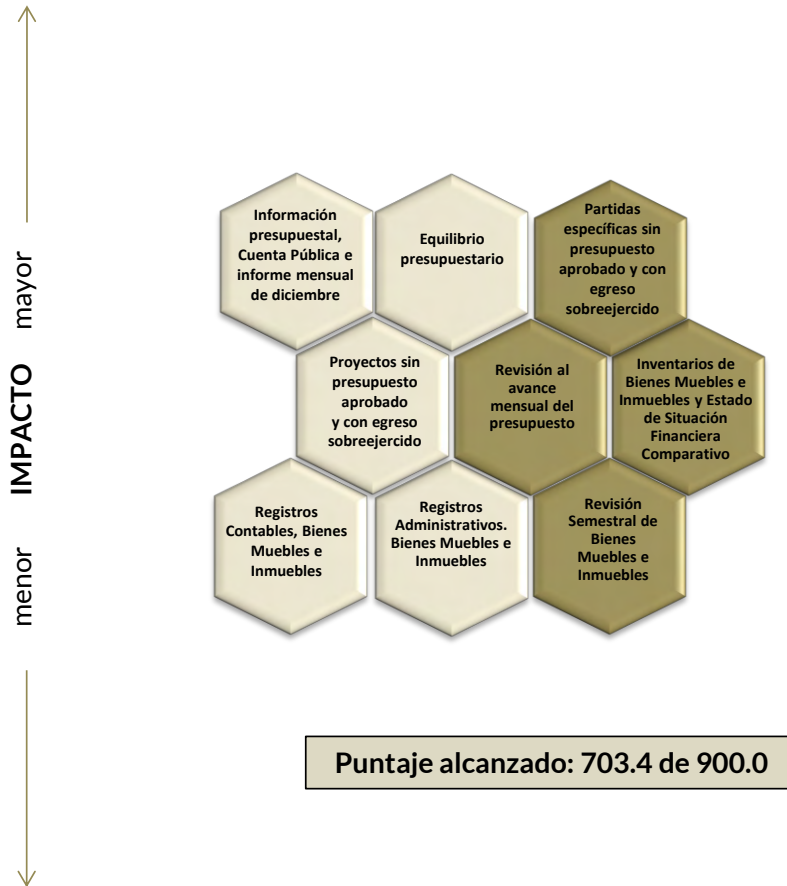 mayor
IMPACTO
menor
Información
presupuestal,
Cuenta Pública e
informe mensual
de diciembre
Equilibrio
presupuestario
Partidas
específicas sin
presupuesto
aprobado y con
egreso
sobreejercido
Proyectos sin
presupuesto
aprobado
y con egreso
sobreejercido
Revisión al
avance
mensual del
presupuesto
Inventarios de
Bienes Muebles e
Inmuebles y Estado
de Situación
Financiera
Comparativo
Registros
Contables, Bienes
Muebles e
Inmuebles
Registros
Administrativos.
Bienes Muebles e
Inmuebles
Revisión
Semestral de
Bienes
Muebles e
Inmuebles
Puntaje alcanzado: 703.4 de 900.0